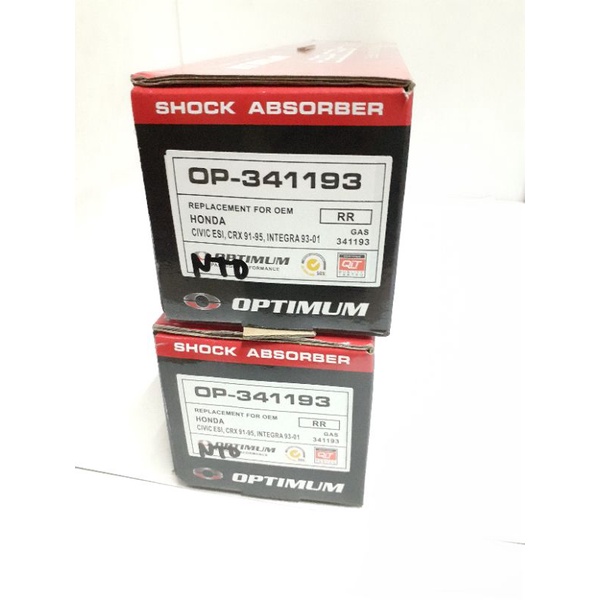 SHOCK ABSORBER
OP-341193
REPLACEMENT FOR OEM
HONDA
RR
CIVIC ESI, CRX 91-95, INTEGRA 93-01
GAS
341193
OPTIMUM
NTD
OPTIMUM
SHOCK ABSORBER
OP-341193
REPLACEMENT FOR OEM
HONDA
RR
CIVIC ESI, CRX 91-95, INTEGRA 93-01
GAS
341193
OPTIMUM
NTD
OPTIMUM